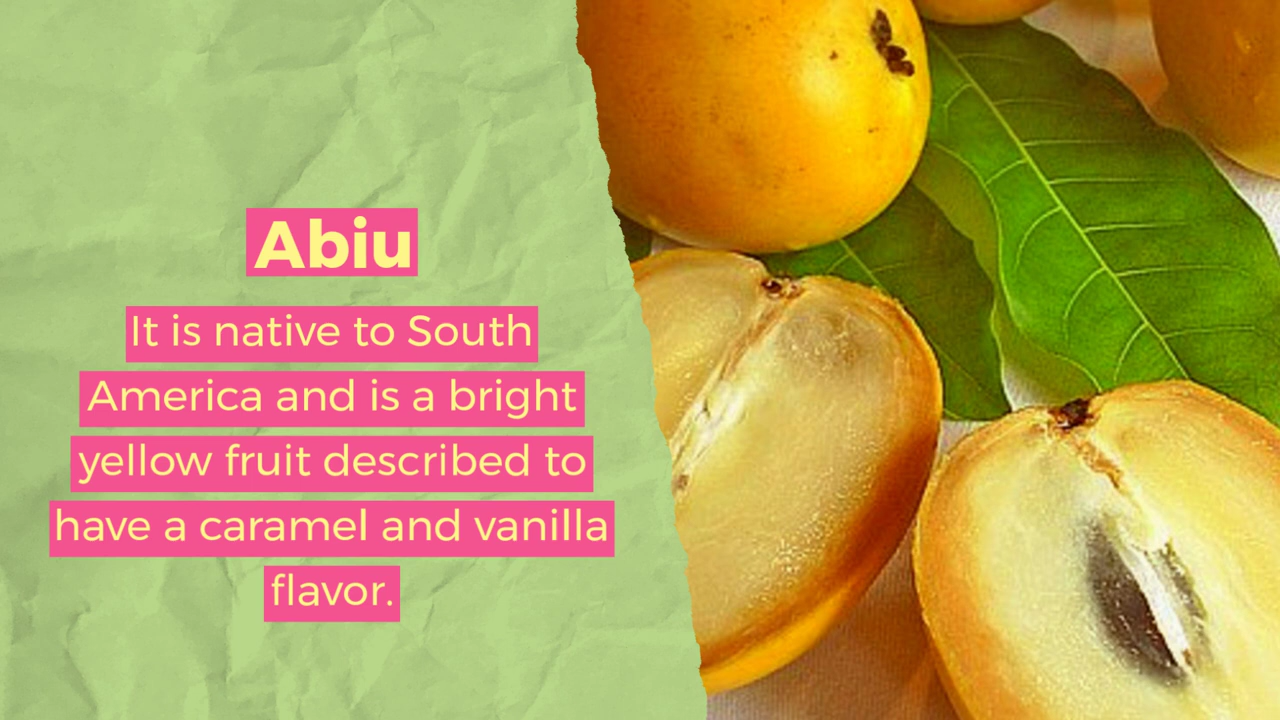 Abiu
It is native to South
America and is a bright
yellow fruit described to
have a caramel and vanilla
flavor.